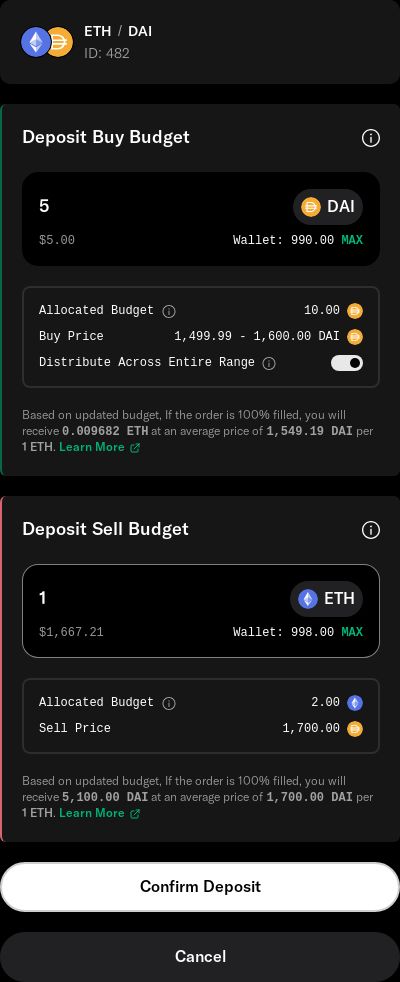 ETH / DAI
ID: 482
Deposit Buy Budget
5
DAI
$5.00
Wallet: 990.00 MAX
Allocated Budget
10.00
Buy Price
1,499.99 - 1,600.00 DAI
Distribute Across Entire Range
Based on updated budget, If the order is 100% filled, you will
receive 0.009682 ETH at an average price of 1,549.19 DAI per
1 ETH. Learn More
Deposit Sell Budget
1
ETH
$1,667.21
Wallet: 998.00 MAX
Allocated Budget
2.00
Sell Price
1,700.00
Based on updated budget, If the order is 100% filled, you will
receive 5,100.00 DAI at an average price of 1,700.00 DAI per
1 ETH. Learn More
Confirm Deposit
Cancel